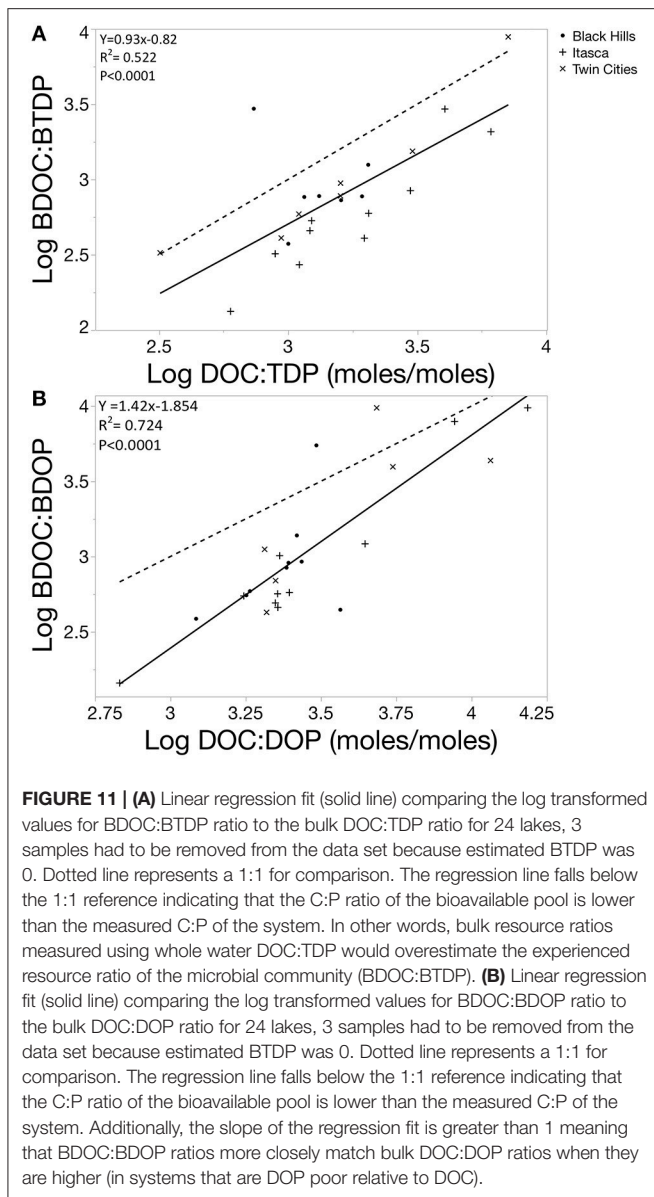 A
Y=0.93x-0.82
R²= 0.522
P<0.0001
4
3.5
3
2.5
2
Log BDOC:BTDP
2.5 3 3.5 4
Log DOC:TDP (moles/moles)
• Black Hills
+ Itasca
× Twin Cities
B
Y =1.42x-1.854
R²= 0.724
P<0.0001
4
3.5
3
2.5
Log BDOC:BDOP
2.75 3 3.25 3.5 3.75 4 4.25
Log DOC:DOP (moles/moles)
FIGURE 11 | (A) Linear regression fit (solid line) comparing the log transformed
values for BDOC:BTDP ratio to the bulk DOC:TDP ratio for 24 lakes, 3
samples had to be removed from the data set because estimated BTDP was
0. Dotted line represents a 1:1 for comparison. The regression line falls below
the 1:1 reference indicating that the C:P ratio of the bioavailable pool is lower
than the measured C:P of the system. In other words, bulk resource ratios
measured using whole water DOC:TDP would overestimate the experienced
resource ratio of the microbial community (BDOC:BTDP). (B) Linear regression
fit (solid line) comparing the log transformed values for BDOC:BDOP ratio to
the bulk DOC:DOP ratio for 24 lakes, 3 samples had to be removed from the
data set because estimated BTDP was 0. Dotted line represents a 1:1 for
comparison. The regression line falls below the 1:1 reference indicating that
the C:P ratio of the bioavailable pool is lower than the measured C:P of the
system. Additionally, the slope of the regression fit is greater than 1 meaning
that BDOC:BDOP ratios more closely match bulk DOC:DOP ratios when they
are higher (in systems that are DOP poor relative to DOC).